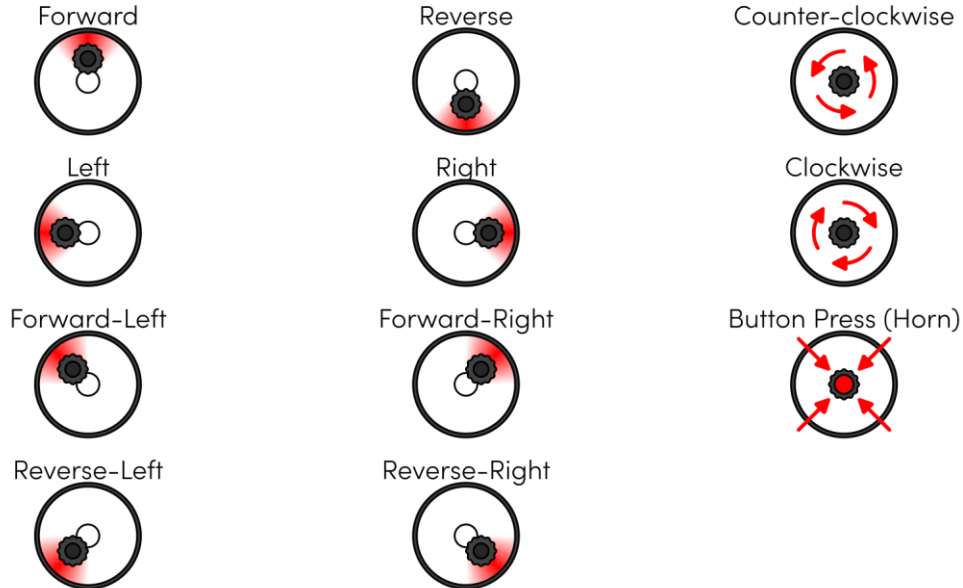 Forward
Reverse
Counter-clockwise
Left
Right
Clockwise
Forward-Left
Forward-Right
Button Press (Horn)
Reverse-Left
Reverse-Right